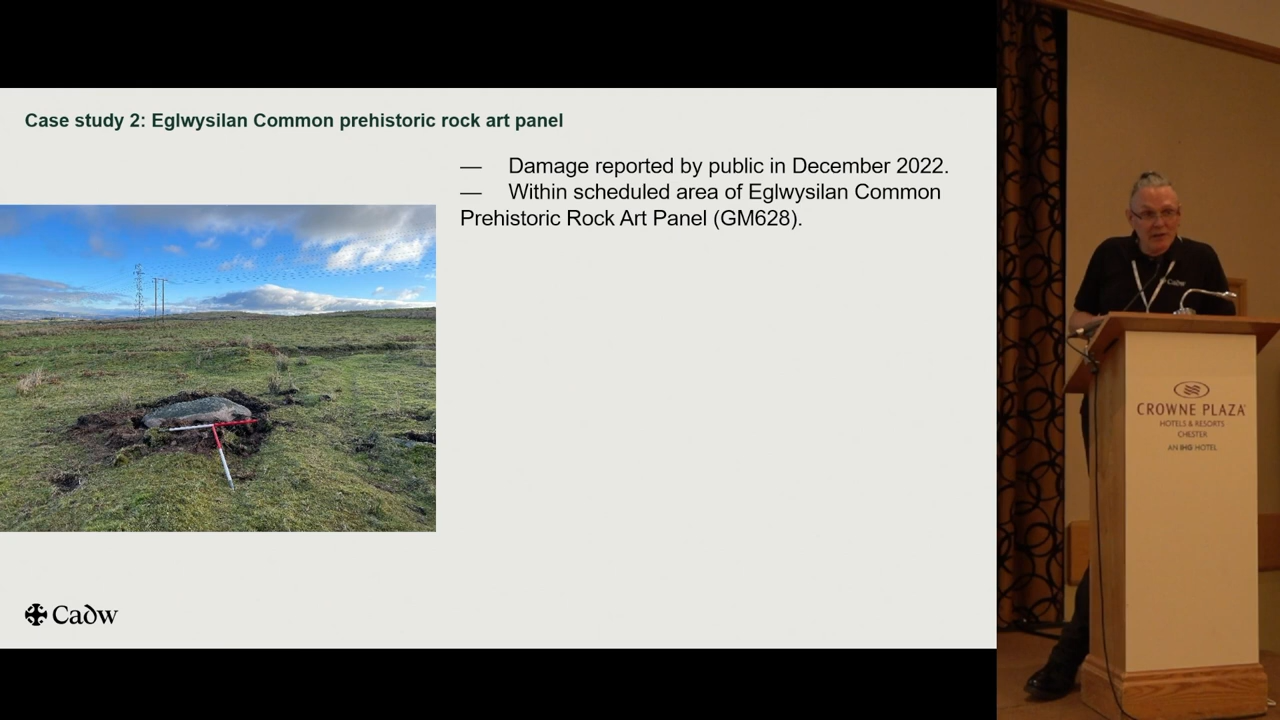 Case study 2: Eglwysilan Common prehistoric rock art panel
— Damage reported by public in December 2022.
— Within scheduled area of Eglwysilan Common
Prehistoric Rock Art Panel (GM628).
Cadw
Cadw
CROWNE PLAZA
HOTELS & RESORTS
CHESTER
AN IHG HOTEL